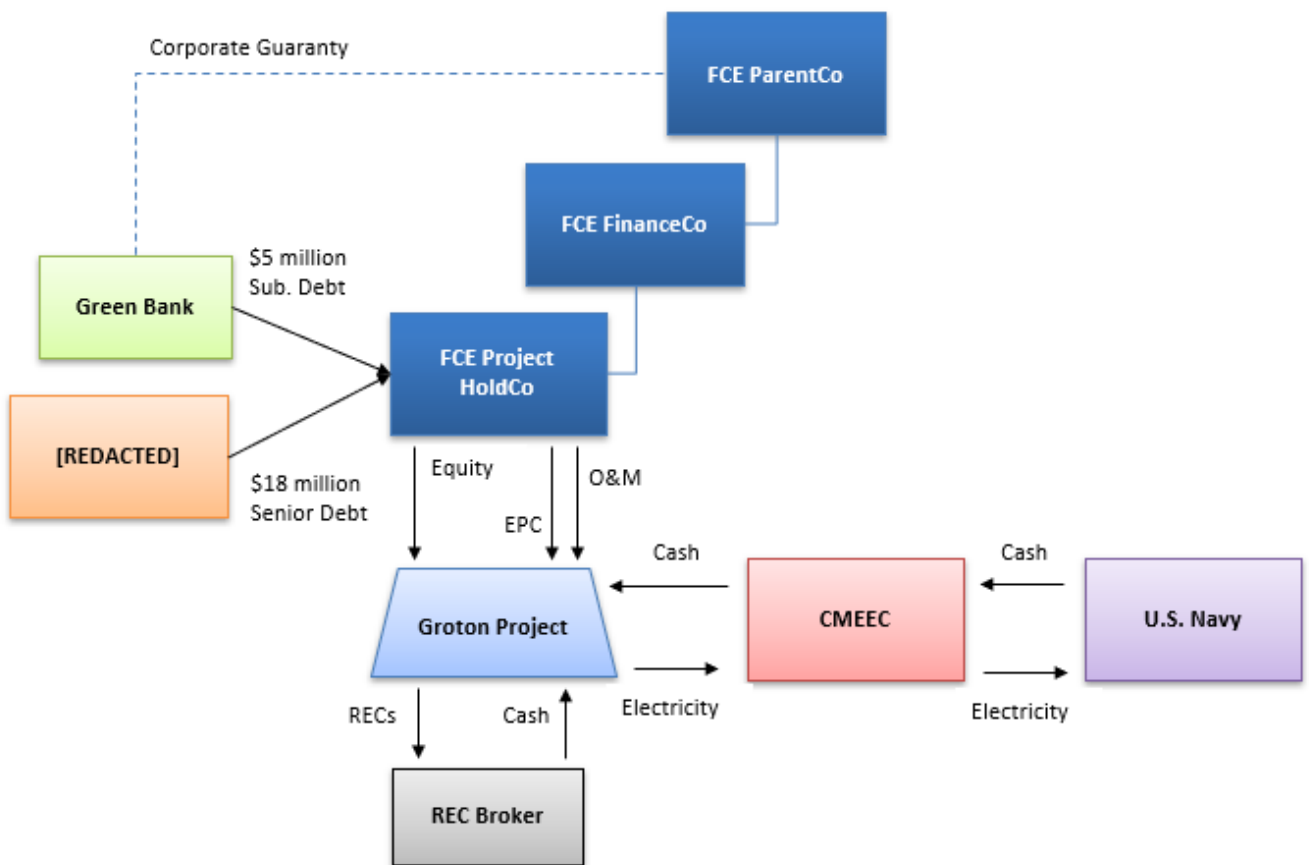 Corporate Guaranty
FCE ParentCo
FCE FinanceCo
$5 million
Sub. Debt
Green Bank
FCE Project
HoldCo
[REDACTED]
$18 million
Senior Debt
Equity
O&M
EPC
Cash
Cash
Groton Project
CMEEC
U.S. Navy
RECs
Cash
Electricity
Electricity
REC Broker